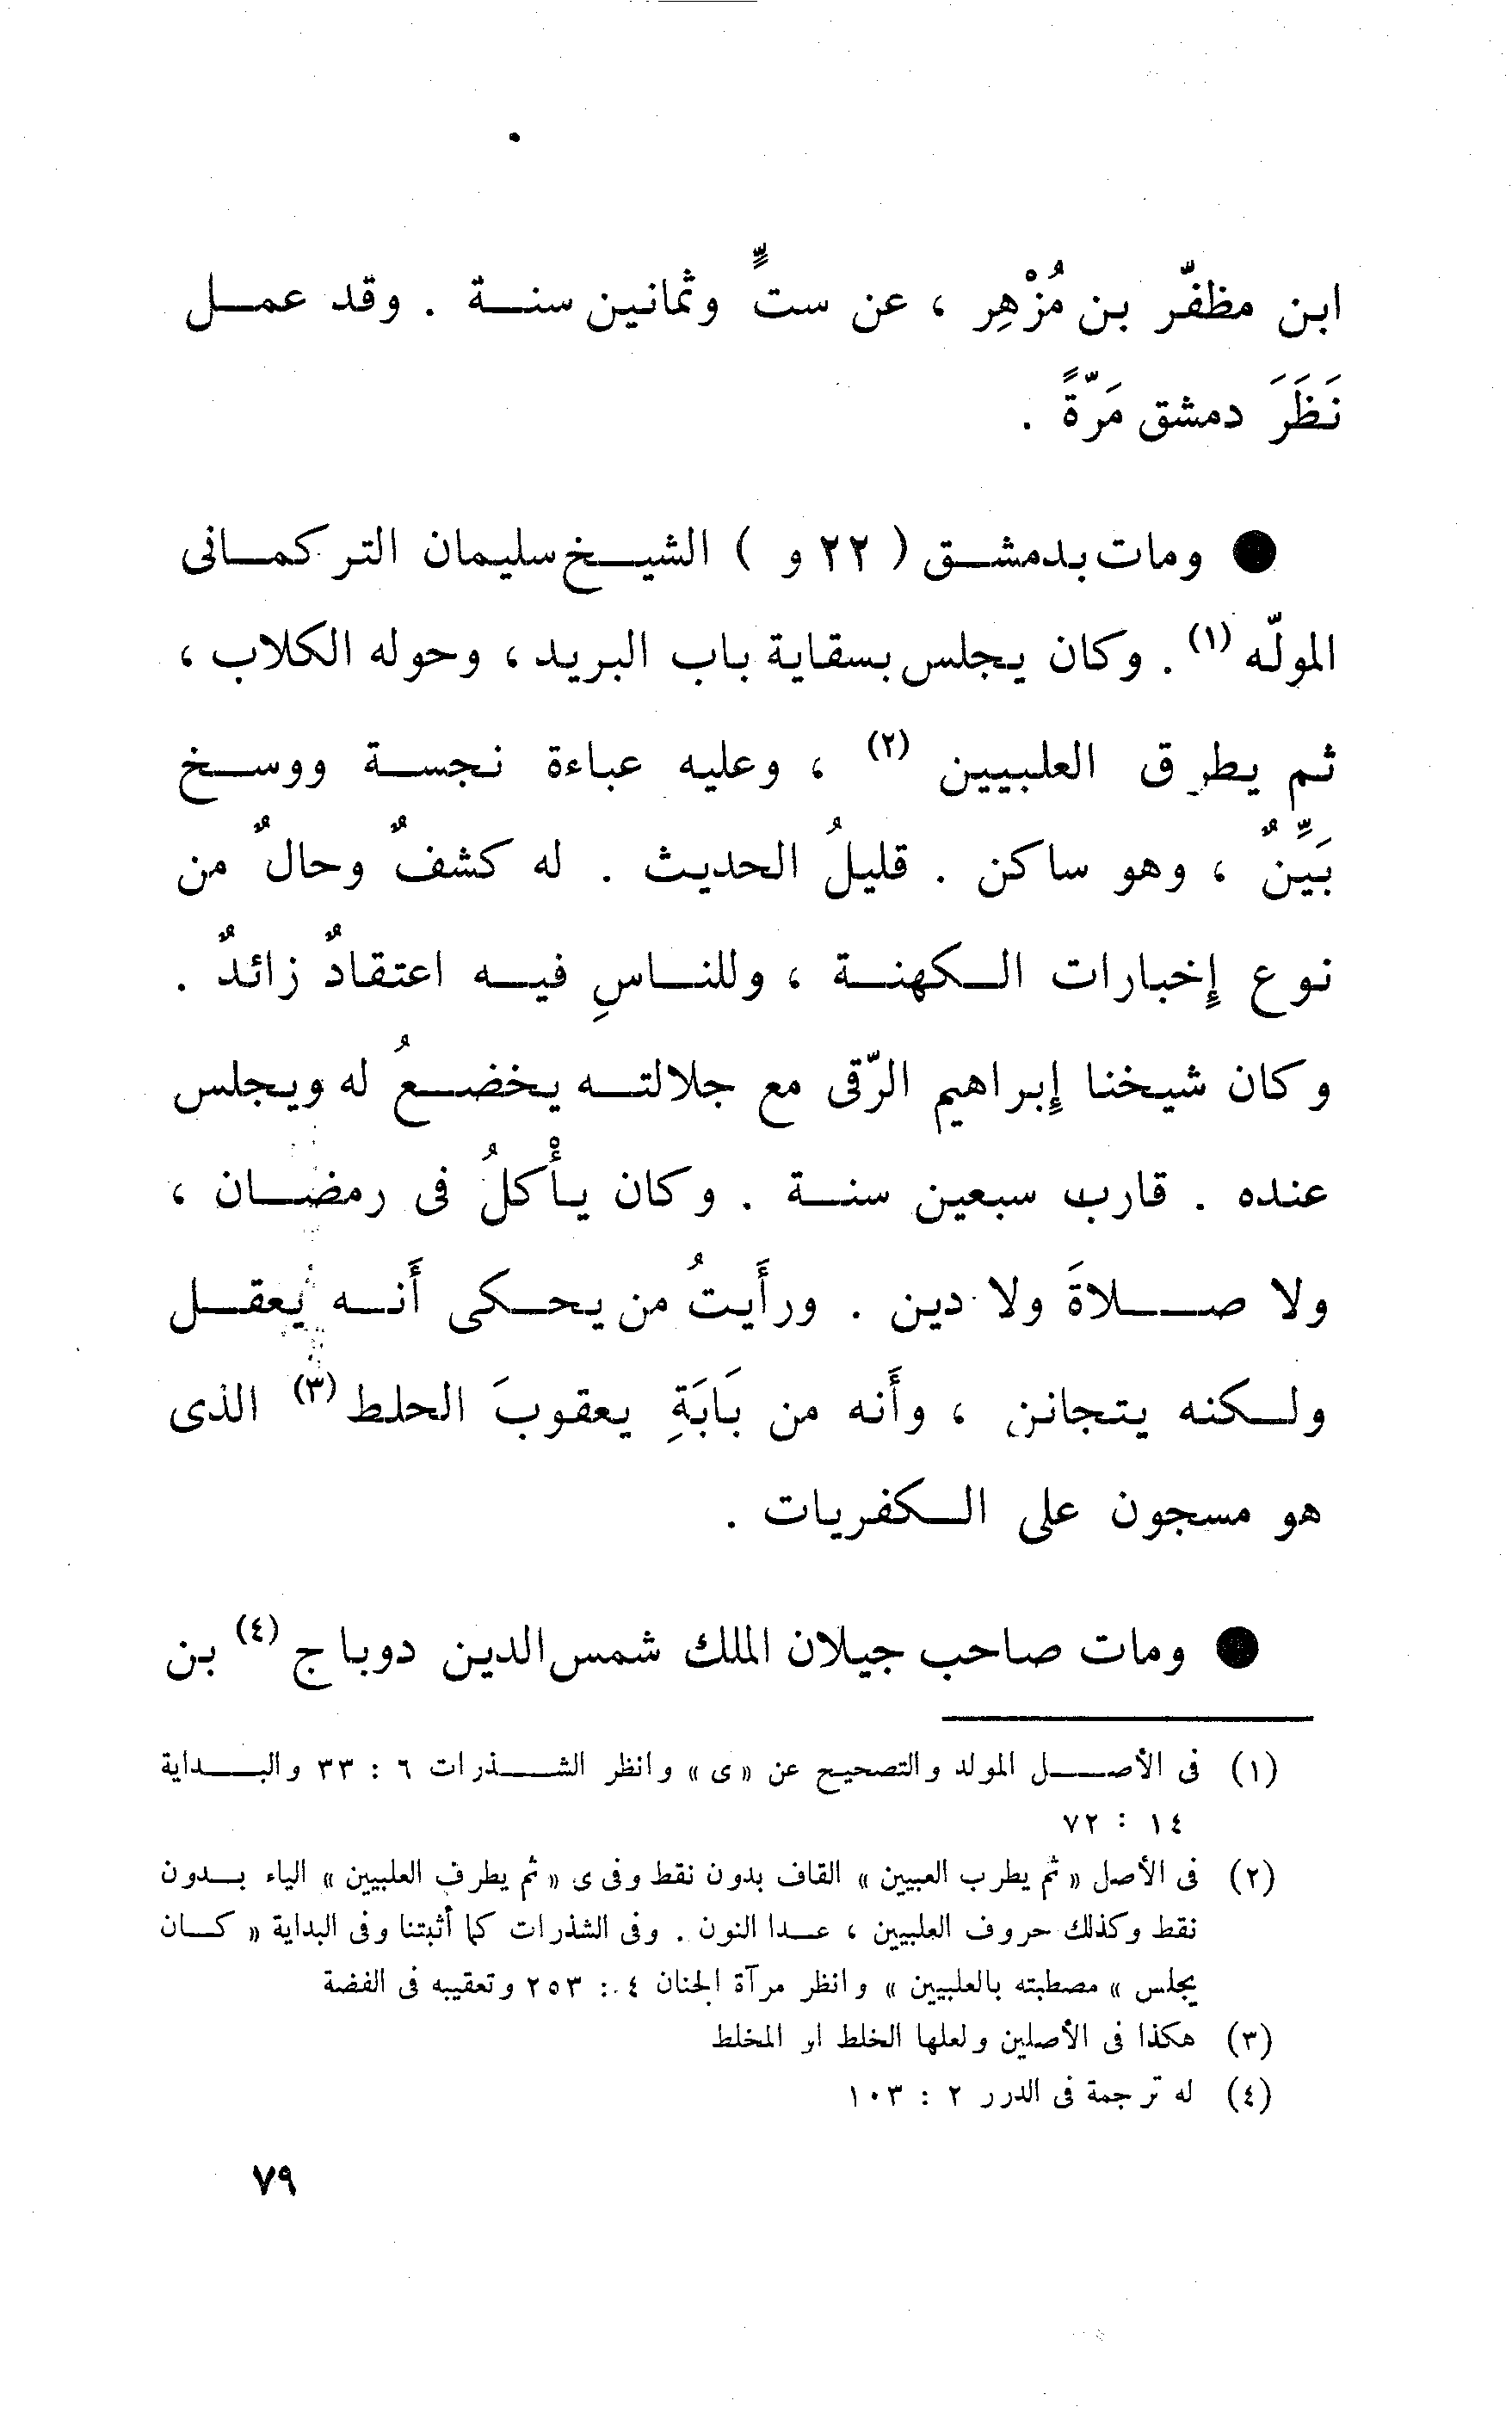 ابن مظفّر بن مُزْهِر ، عن ستٍّ وثمانين سنة . وقد عمل
نَظَرَ دمشق مَرّةً .
● ومات بدمشق ( ٢٢ و ) الشيخ سليمان التركمانى
المولّه (١) . وكان يجلس بسقاية باب البريد ، وحوله الكلاب ،
ثم يطرق العلبيين (٢) ، وعليه عباءة نجسة ووسخ
بَيِّنٌ ، وهو ساكن . قليلُ الحديث . له كشفٌ وحالٌ من
نوع إِخبارات الكهنة ، وللناسِ فيه اعتقادٌ زائدٌ .
وكان شيخنا إِبراهيم الرّقى مع جلالته يخضعُ له ويجلس
عنده . قارب سبعين سنة . وكان يأْكلُ فى رمضان ،
ولا صلاةَ ولا دين . ورأَيتُ من يحكى أَنه يعقل
ولكنه يتجانن ، وأَنه من بَابَةِ يعقوبَ الحلط (٣) الذى
هو مسجون على الكفريات .
● ومات صاحب جيلان الملك شمس الدين دوباج (٤) بن
(١) فى الأصل المولد والتصحيح عن «ى» وانظر الشذرات ٦ : ٣٣ والبداية
١٤ : ٧٢
(٢) فى الأصل « ثم يطرب العبيين » القاف بدون نقط وفى ى « ثم يطرف العلبيين » الياء بدون
نقط وكذلك حروف العلبيين ، عدا النون . وفى الشذرات كما أثبتنا وفى البداية « كان
يجلس » مصطبته بالعلبيين » وانظر مرآة الجنان ٤ : ٢٥٣ وتعقيبه فى الفضة
(٣) هكذا فى الأصلين ولعلها الخلط او المخلط
(٤) له ترجمة فى الدرر ٢ : ١٠٣
٧٩